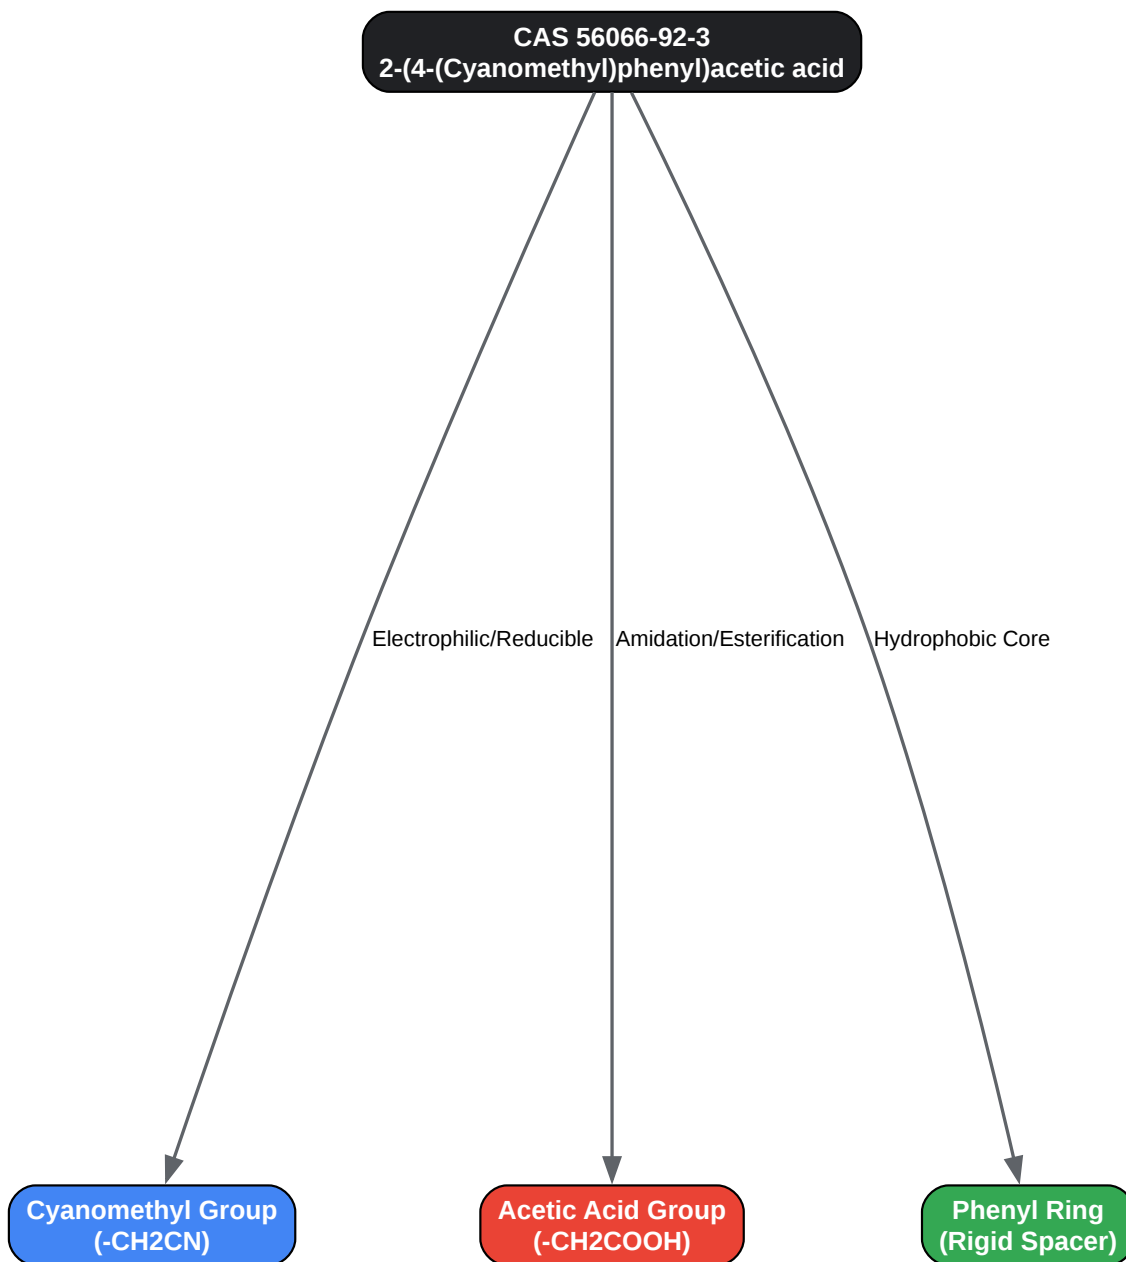 CAS 56066-92-3
2-(4-(Cyanomethyl)phenyl)acetic acid
Electrophilic/Reducible
Amidation/Esterification
Hydrophobic Core
Cyanomethyl Group
(-CH2CN)
Acetic Acid Group
(-CH2COOH)
Phenyl Ring
(Rigid Spacer)